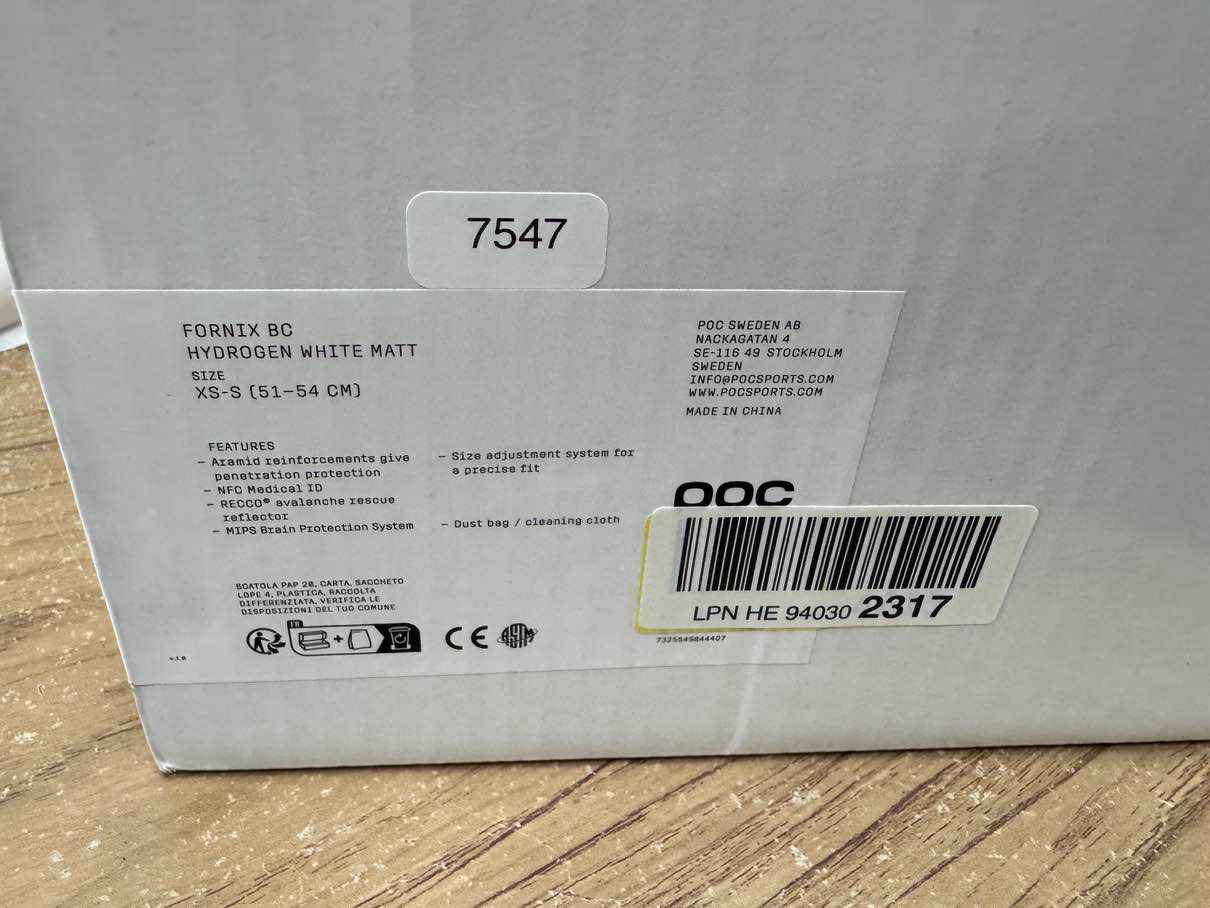 7547
FORNIX BC
HYDROGEN WHITE MATT
SIZE
XS-S (51–54 CM)
POC SWEDEN AB
NACKAGATAN 4
SE-116 49 STOCKHOLM
SWEDEN
INFO@POCSPORTS.COM
WWW.POCSPORTS.COM
MADE IN CHINA
FEATURES
– Aramid reinforcements give
penetration protection
– NFC Medical ID
– RECCO® avalanche rescue
reflector
– MIPS Brain Protection System
– Size adjustment system for
a precise fit
– Dust bag / cleaning cloth
POC
LPN HE 94030 2317
7325549844407
SCATOLA PAP 20, CARTA, SACCHETO
LDPE 4, PLASTICA, RACCOLTA
DIFFERENZIATA, VERIFICA LE
DISPOSIZIONI DEL TUO COMUNE
FR
+
CE
ASTM
v.1.0